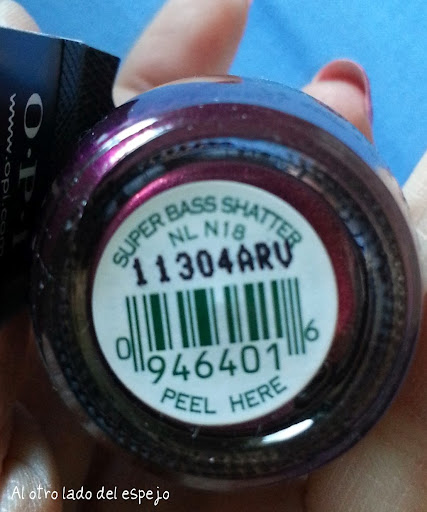 O·P·I
www.opi.com
SUPER BASS SHATTER
NL N18
11304ARV
0 946401 6
PEEL HERE
Al otro lado del espejo